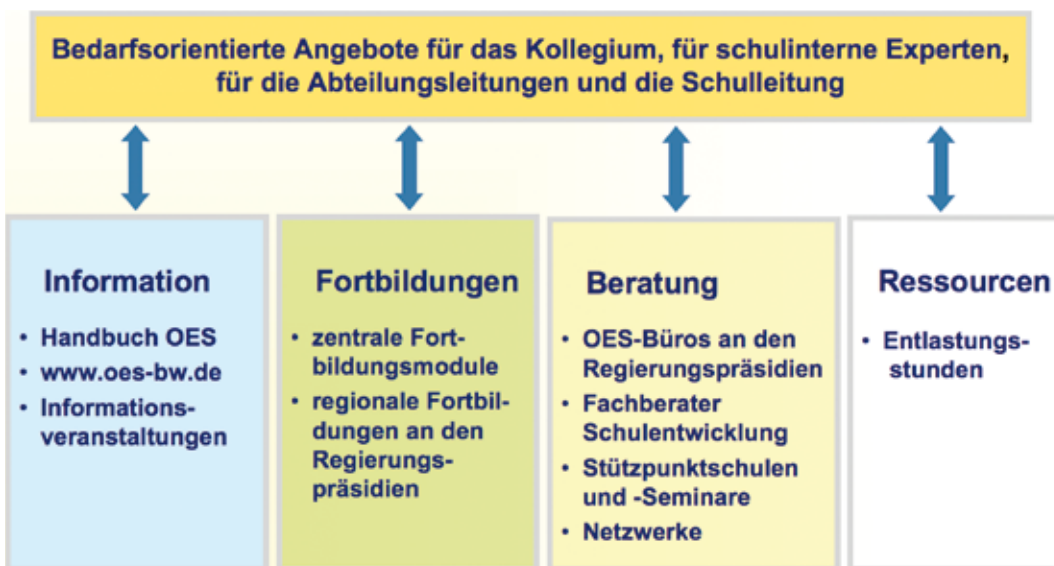 Bedarfsorientierte Angebote für das Kollegium, für schulinterne Experten,
für die Abteilungsleitungen und die Schulleitung
Information
• Handbuch OES
• www.oes-bw.de
• Informations-
veranstaltungen
Fortbildungen
• zentrale Fort-
bildungsmodule
• regionale Fortbil-
dungen an den
Regierungs-
präsidien
Beratung
• OES-Büros an den
Regierungspräsidien
• Fachberater
Schulentwicklung
• Stützpunktschulen
und -Seminare
• Netzwerke
Ressourcen
• Entlastungs-
stunden